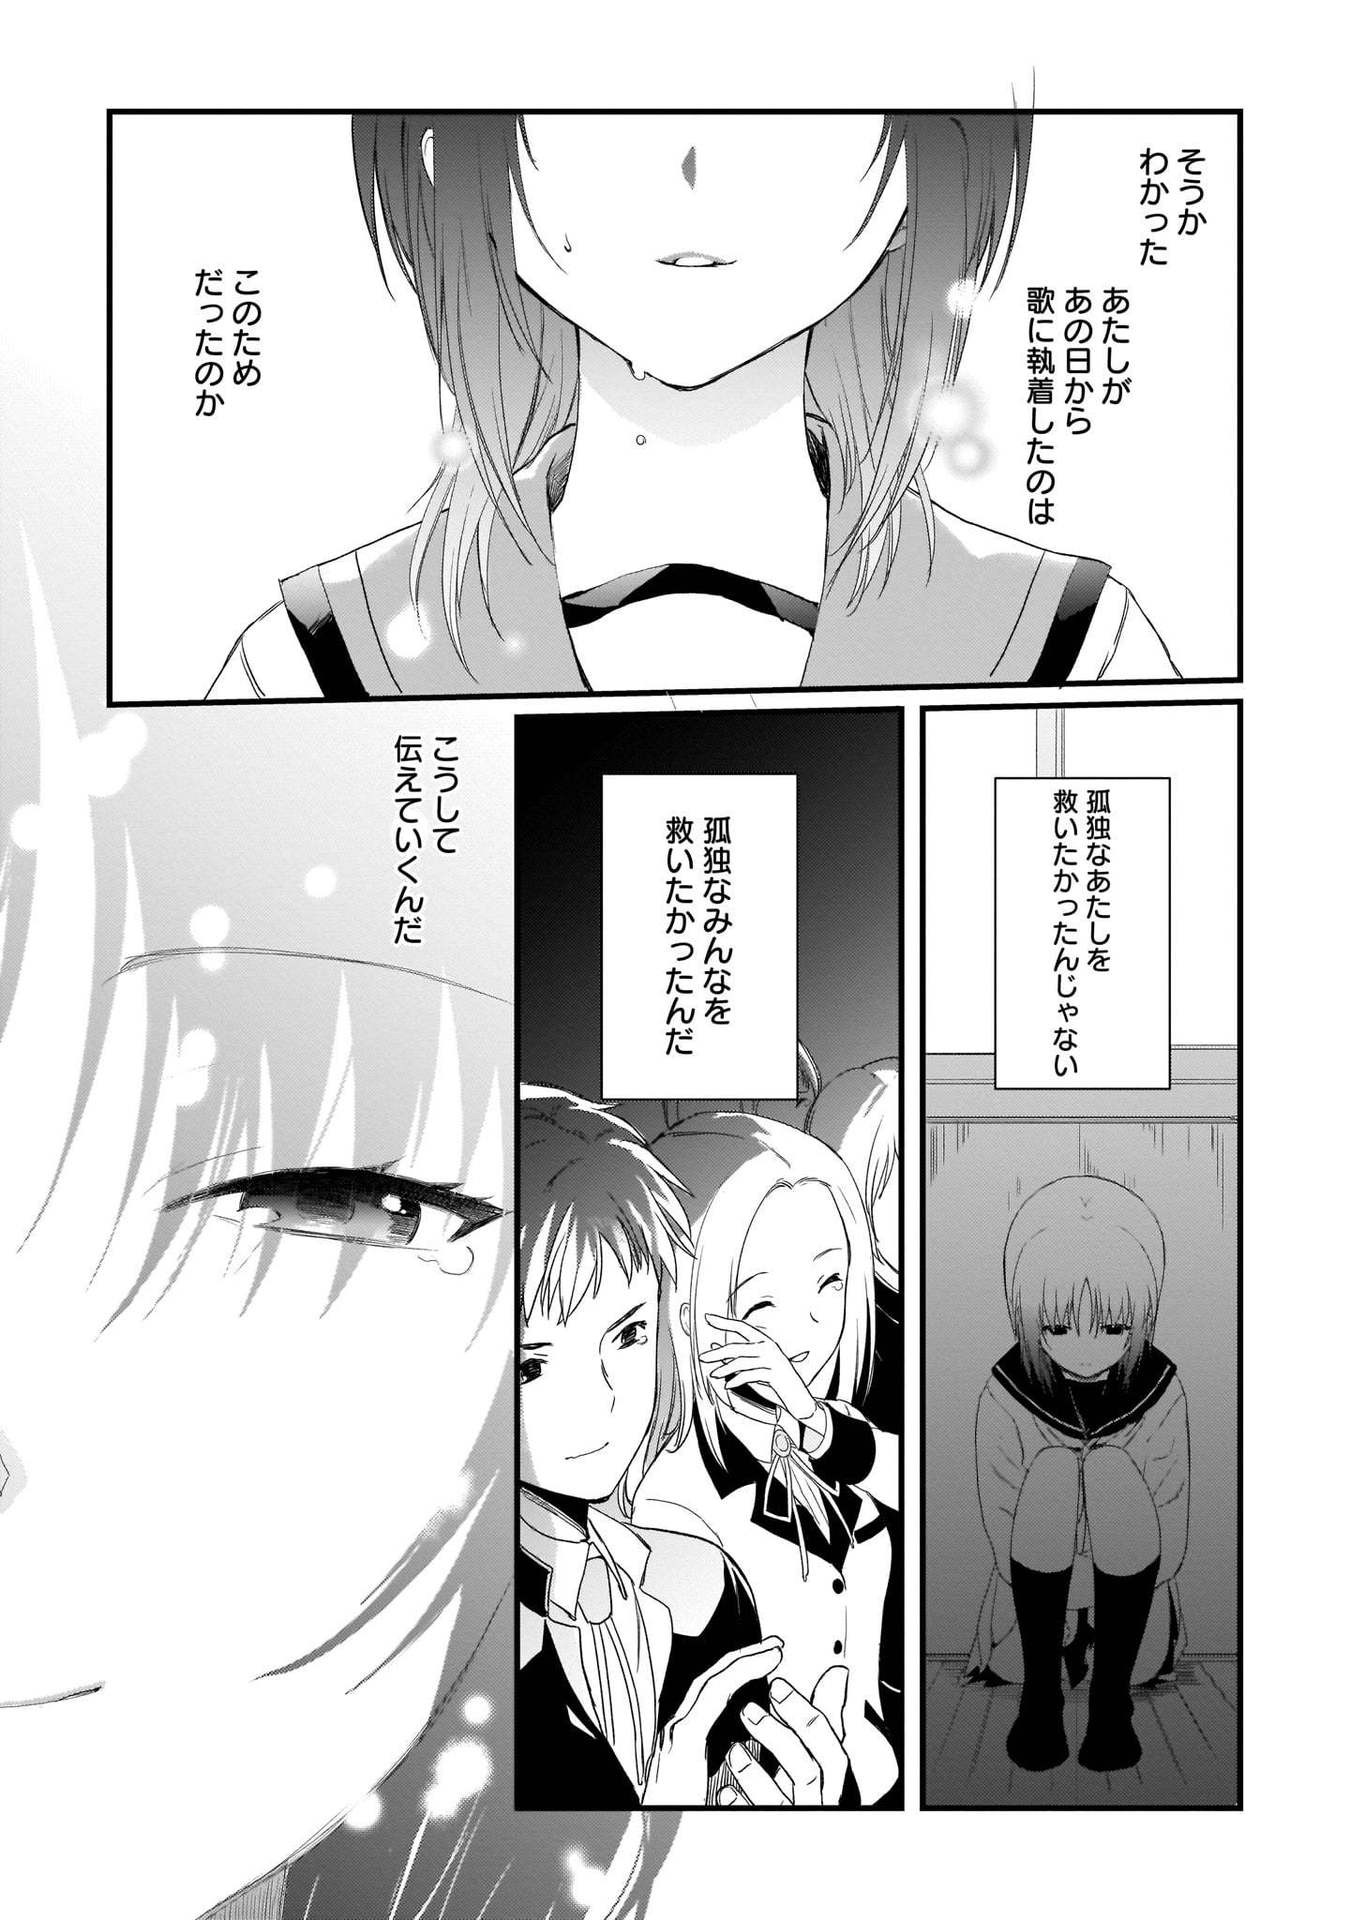 そうか
わかった
あたしが
あの日から
歌に執着したのは
このため
だったのか
孤独なあたしを
救いたかったんじゃない
孤独なみんなを
救いたかったんだ
こうして
伝えていくんだ